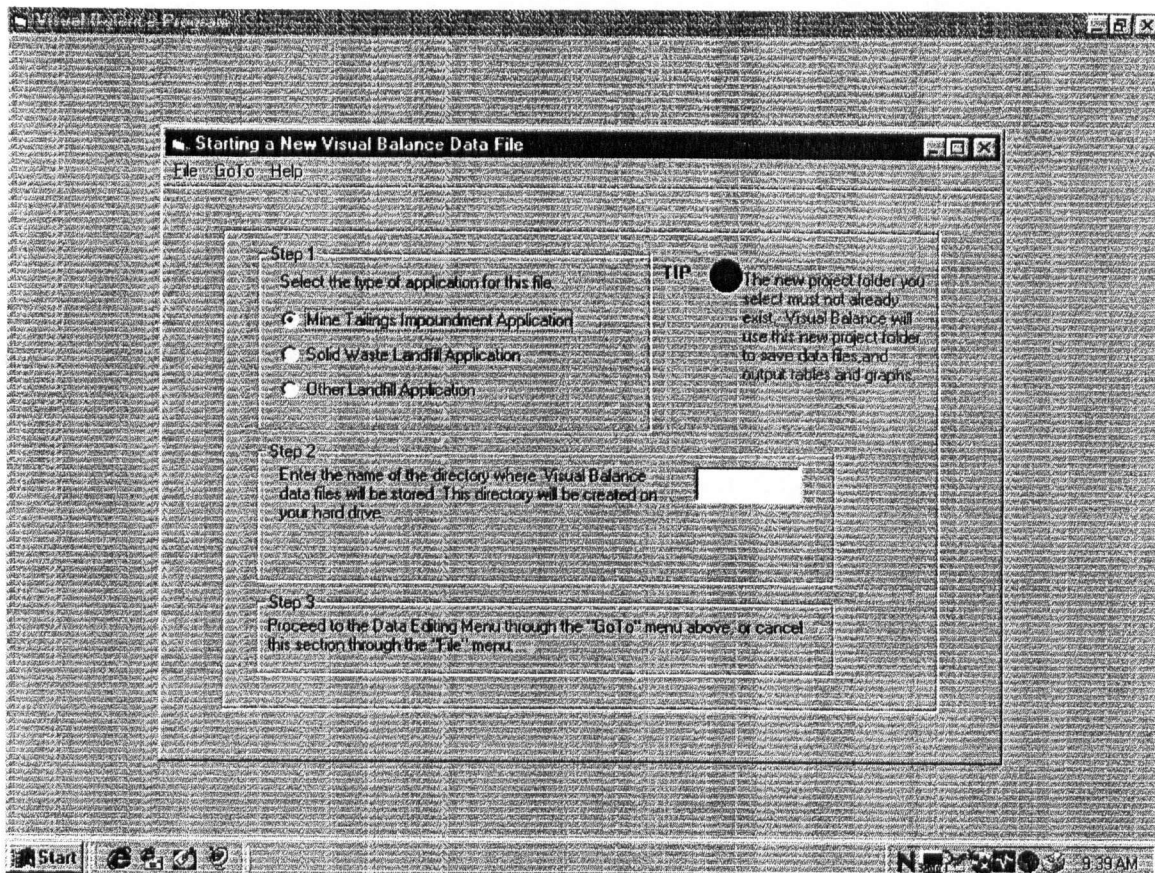 Visual Balance Program
Starting a New Visual Balance Data File
File GoTo Help
Step 1
Select the type of application for this file.
Mine Tailings Impoundment Application
Solid Waste Landfill Application
Other Landfill Application
TIP
The new project folder you
select must not already
exist. Visual Balance will
use this new project folder
to save data files and
output tables and graphs.
Step 2
Enter the name of the directory where Visual Balance
data files will be stored. This directory will be created on
your hard drive.
Step 3
Proceed to the Data Editing Menu through the "GoTo" menu above, or cancel
this section through the "File" menu...
Start
N
9:39 AM